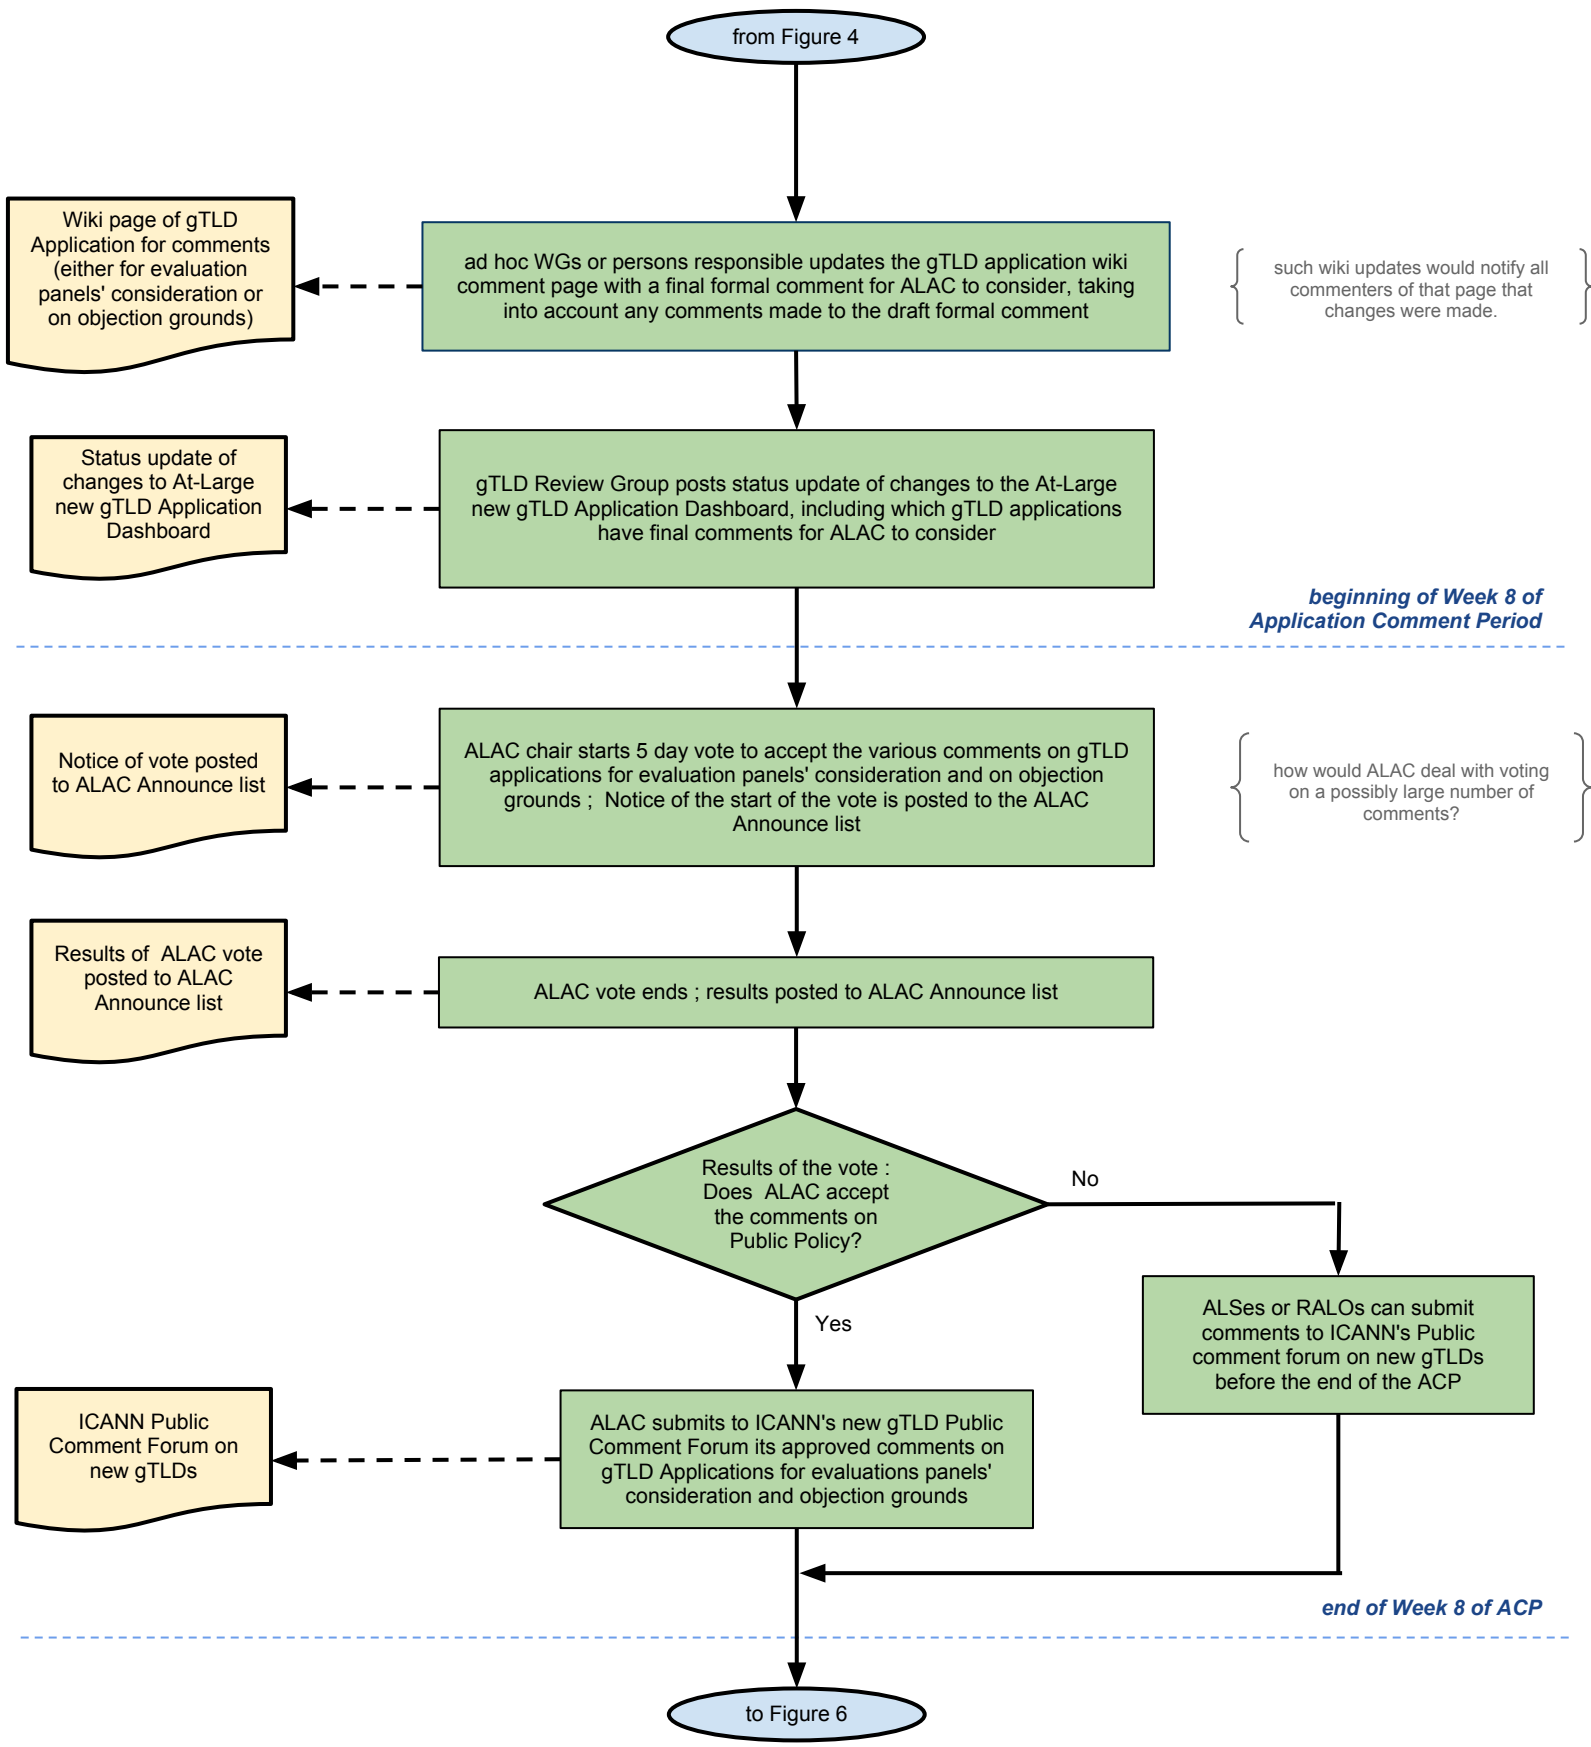 from Figure 4
Wiki page of gTLD
Application for comments
(either for evaluation
panels' consideration or
on objection grounds)
ad hoc WGs or persons responsible updates the gTLD application wiki
comment page with a final formal comment for ALAC to consider, taking
into account any comments made to the draft formal comment
such wiki updates would notify all
commenters of that page that
changes were made.
Status update of
changes to At-Large
new gTLD Application
Dashboard
gTLD Review Group posts status update of changes to the At-Large
new gTLD Application Dashboard, including which gTLD applications
have final comments for ALAC to consider
beginning of Week 8 of
Application Comment Period
Notice of vote posted
to ALAC Announce list
ALAC chair starts 5 day vote to accept the various comments on gTLD
applications for evaluation panels' consideration and on objection
grounds ; Notice of the start of the vote is posted to the ALAC
Announce list
how would ALAC deal with voting
on a possibly large number of
comments?
Results of ALAC vote
posted to ALAC
Announce list
ALAC vote ends ; results posted to ALAC Announce list
Results of the vote :
Does ALAC accept
the comments on
Public Policy?
No
Yes
ALSes or RALOs can submit
comments to ICANN's Public
comment forum on new gTLDs
before the end of the ACP
ICANN Public
Comment Forum on
new gTLDs
ALAC submits to ICANN's new gTLD Public
Comment Forum its approved comments on
gTLD Applications for evaluations panels'
consideration and objection grounds
end of Week 8 of ACP
to Figure 6